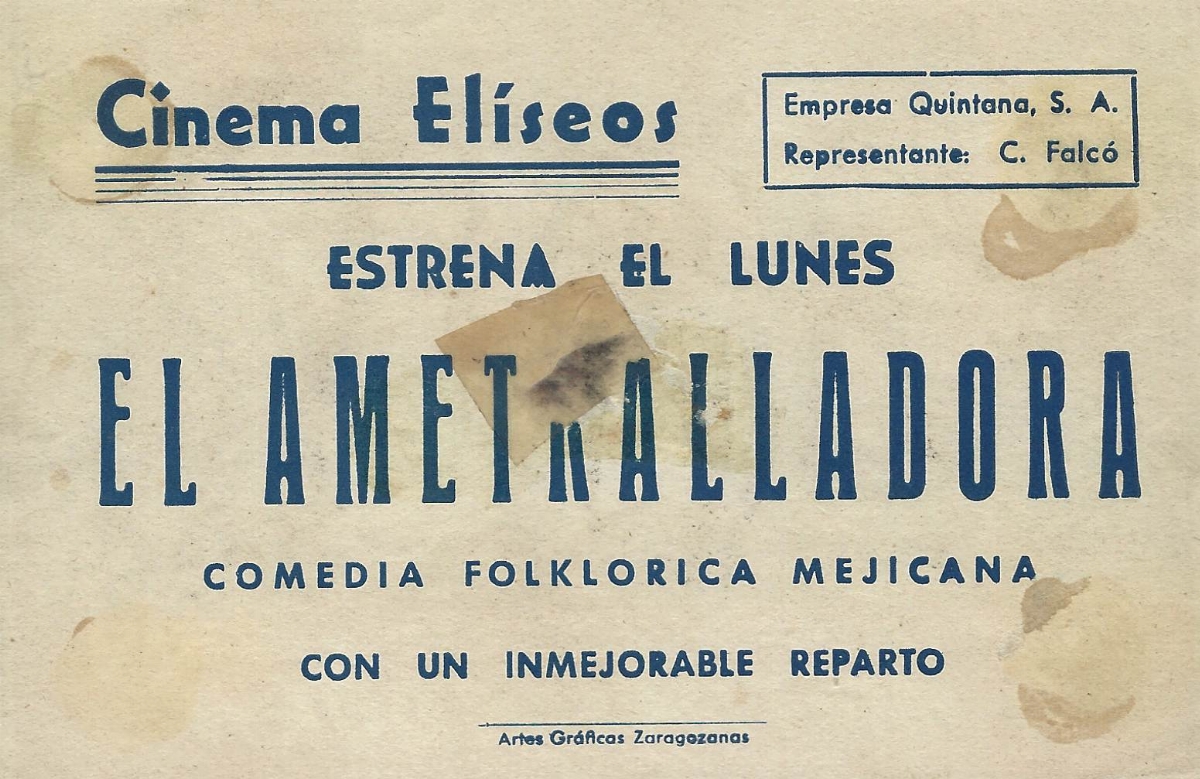 Cinema Elíseos
Empresa Quintana, S. A.
Representante: C. Falcó
ESTRENA EL LUNES
EL AMETRALLADORA
COMEDIA FOLKLORICA MEJICANA
CON UN INMEJORABLE REPARTO
Artes Gráficas Zaragozanas